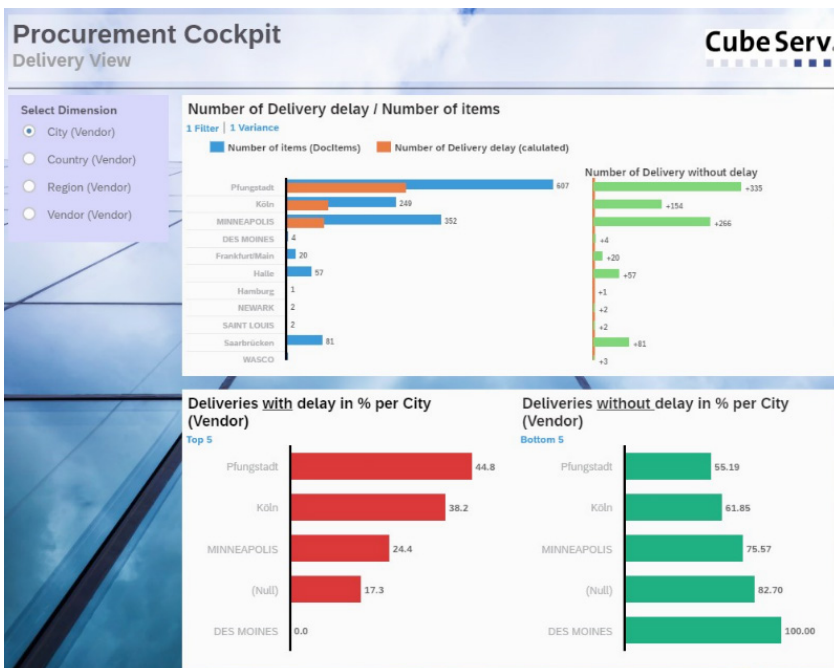 Procurement Cockpit
Delivery View
CubeServ
Select Dimension
City (Vendor)
Country (Vendor)
Region (Vendor)
Vendor (Vendor)
Number of Delivery delay / Number of items
1 Filter | 1 Variance
Number of items (DocItems) Number of Delivery delay (calulated)
Number of Delivery without delay
Pfungstadt 607 +335
Köln 249 +154
MINNEAPOLIS 352 +266
DES MOINES 4 +4
Frankfurt/Main 20 +20
Halle 57 +57
Hamburg 1 +1
NEWARK 2 +2
SAINT LOUIS 2 +2
Saarbrücken 81 +81
WASCO +3
Deliveries with delay in % per City
(Vendor)
Top 5
Pfungstadt 44.8
Köln 38.2
MINNEAPOLIS 24.4
(Null) 17.3
DES MOINES 0.0
Deliveries without delay in % per City
(Vendor)
Bottom 5
Pfungstadt 55.19
Köln 61.85
MINNEAPOLIS 75.57
(Null) 82.70
DES MOINES 100.00